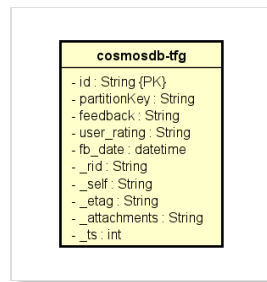 cosmosdb-tfg
- id : String {PK}
- partitionKey : String
- feedback : String
- user_rating : String
- fb_date : datetime
- _rid : String
- _self : String
- _etag : String
- _attachments : String
- _ts : int